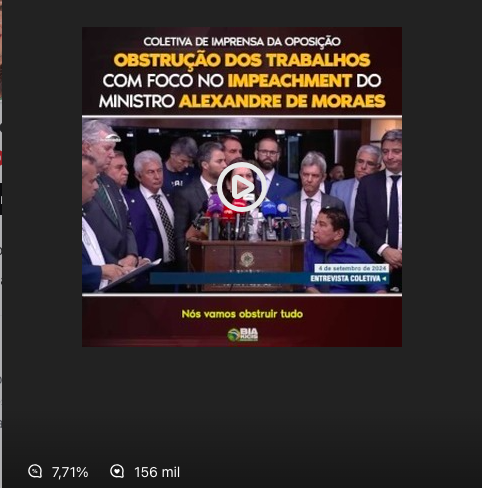 COLETIVA DE IMPRENSA DA OPOSIÇÃO
OBSTRUÇÃO DOS TRABALHOS
COM FOCO NO IMPEACHMENT DO
MINISTRO ALEXANDRE DE MORAES
4 de setembro de 2024
ENTREVISTA COLETIVA
Nós vamos obstruir tudo
BIA
KICIS
7,71%
156 mil